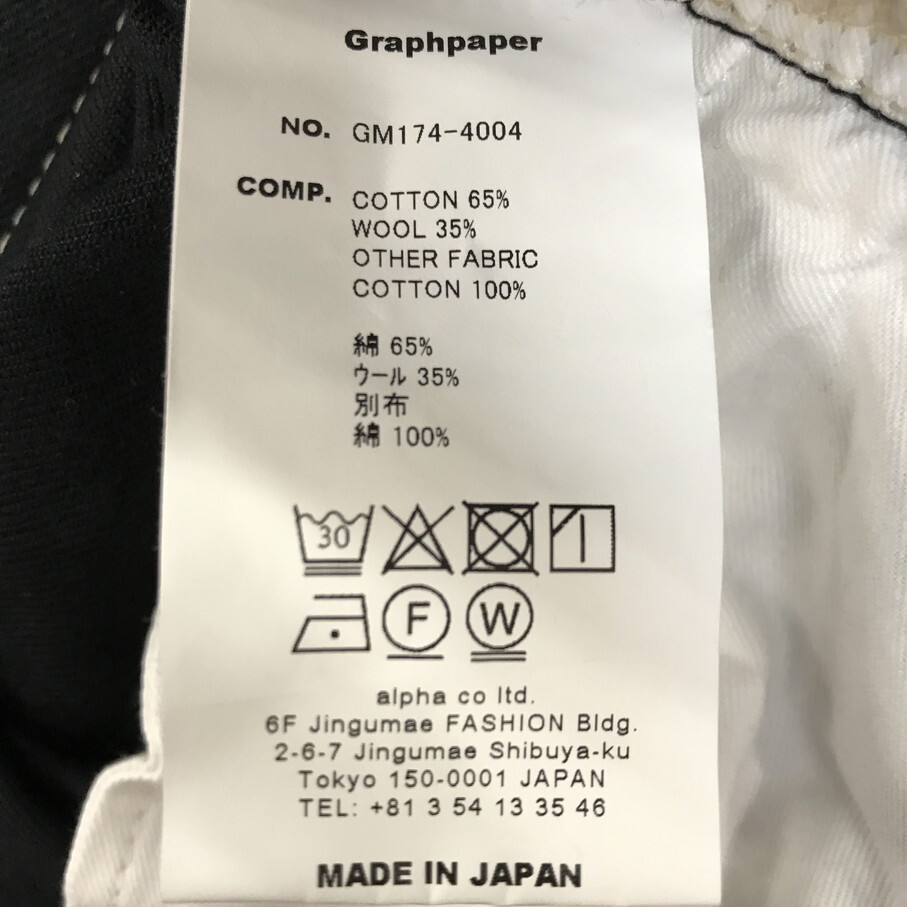 Graphpaper
NO. GM174-4004
COMP. COTTON 65%
WOOL 35%
OTHER FABRIC
COTTON 100%
綿 65%
ウール 35%
別布
綿 100%
30
F W
alpha co ltd.
6F Jingumae FASHION Bldg.
2-6-7 Jingumae Shibuya-ku
Tokyo 150-0001 JAPAN
TEL: +81 3 54 13 35 46
MADE IN JAPAN